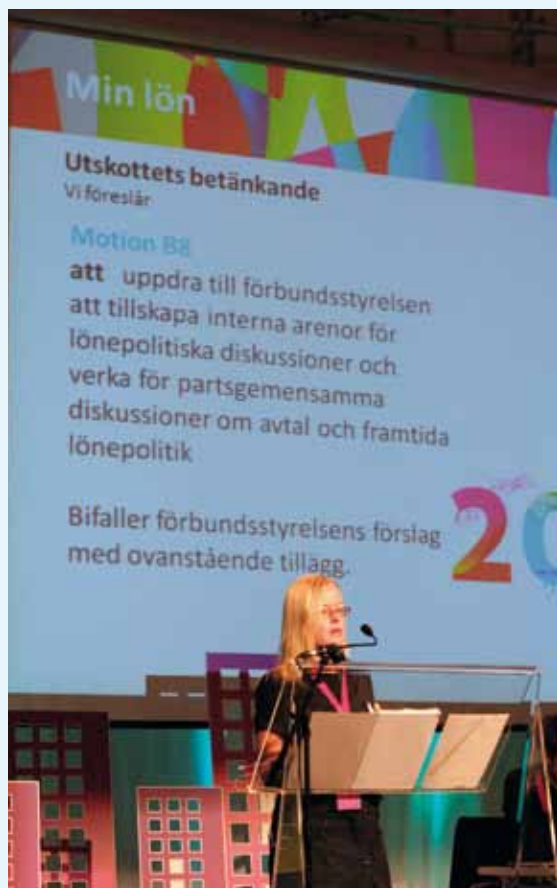 Min lön
Utskottets betänkande
Vi föreslår
Motion B8
att uppdra till förbundsstyrelsen
att tillskapa interna arenor för
lönepolitiska diskussioner och
verka för partsgemensamma
diskussioner om avtal och framtida
lönepolitik
Bifaller förbundsstyrelsens förslag
med ovanstående tillägg.
20